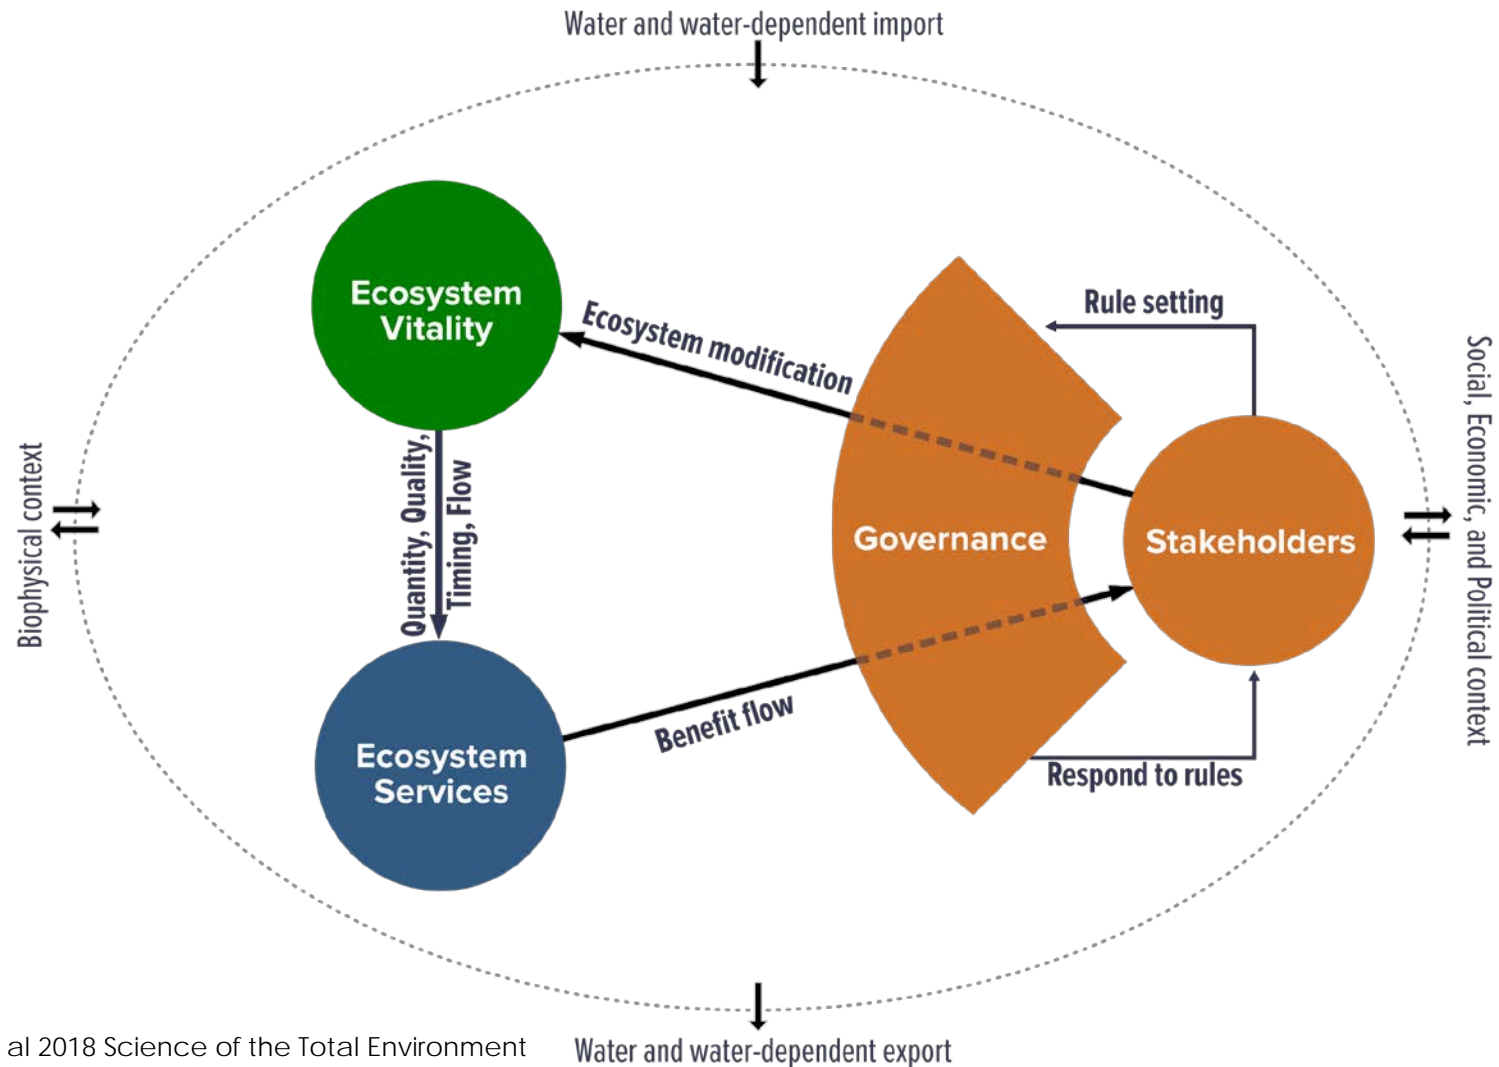 Water and water-dependent import
Ecosystem
Vitality
Ecosystem modification
Rule setting
Quantity, Quality,
Timing, Flow
Governance
Stakeholders
Biophysical context
Social, Economic, and Political context
Ecosystem
Services
Benefit flow
Respond to rules
al 2018 Science of the Total Environment
Water and water-dependent export